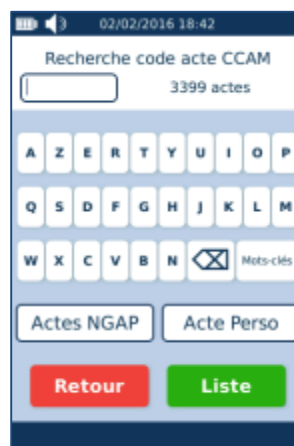 02/02/2016 18:42
Recherche code acte CCAM
3399 actes
A Z E R T Y U I O P
Q S D F G H J K L M
W X C V B N Mots-clés
Actes NGAP Acte Perso
Retour Liste